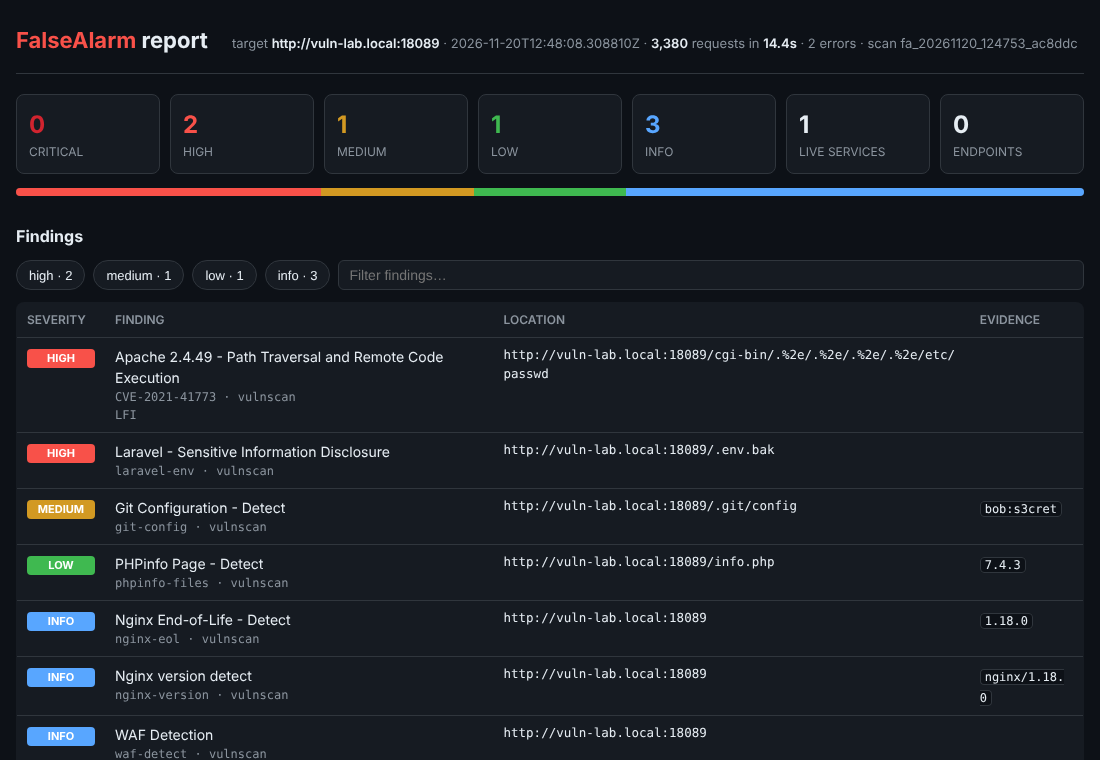 FalseAlarm report target http://vuln-lab.local:18089 · 2026-11-20T12:48:08.308810Z · 3,380 requests in 14.4s · 2 errors · scan fa_20261120_124753_ac8ddc
0 2 1 1 3 1 0
CRITICAL HIGH MEDIUM LOW INFO LIVE SERVICES ENDPOINTS
Findings
high · 2 medium · 1 low · 1 info · 3 Filter findings…
SEVERITY FINDING LOCATION EVIDENCE
HIGH Apache 2.4.49 - Path Traversal and Remote Code http://vuln-lab.local:18089/cgi-bin/.%2e/.%2e/.%2e/.%2e/etc/
Execution passwd
CVE-2021-41773 · vulnscan
LFI
HIGH Laravel - Sensitive Information Disclosure http://vuln-lab.local:18089/.env.bak
laravel-env · vulnscan
MEDIUM Git Configuration - Detect http://vuln-lab.local:18089/.git/config bob:s3cret
git-config · vulnscan
LOW PHPinfo Page - Detect http://vuln-lab.local:18089/info.php 7.4.3
phpinfo-files · vulnscan
INFO Nginx End-of-Life - Detect http://vuln-lab.local:18089 1.18.0
nginx-eol · vulnscan
INFO Nginx version detect http://vuln-lab.local:18089 nginx/1.18.
nginx-version · vulnscan 0
INFO WAF Detection http://vuln-lab.local:18089
waf-detect · vulnscan